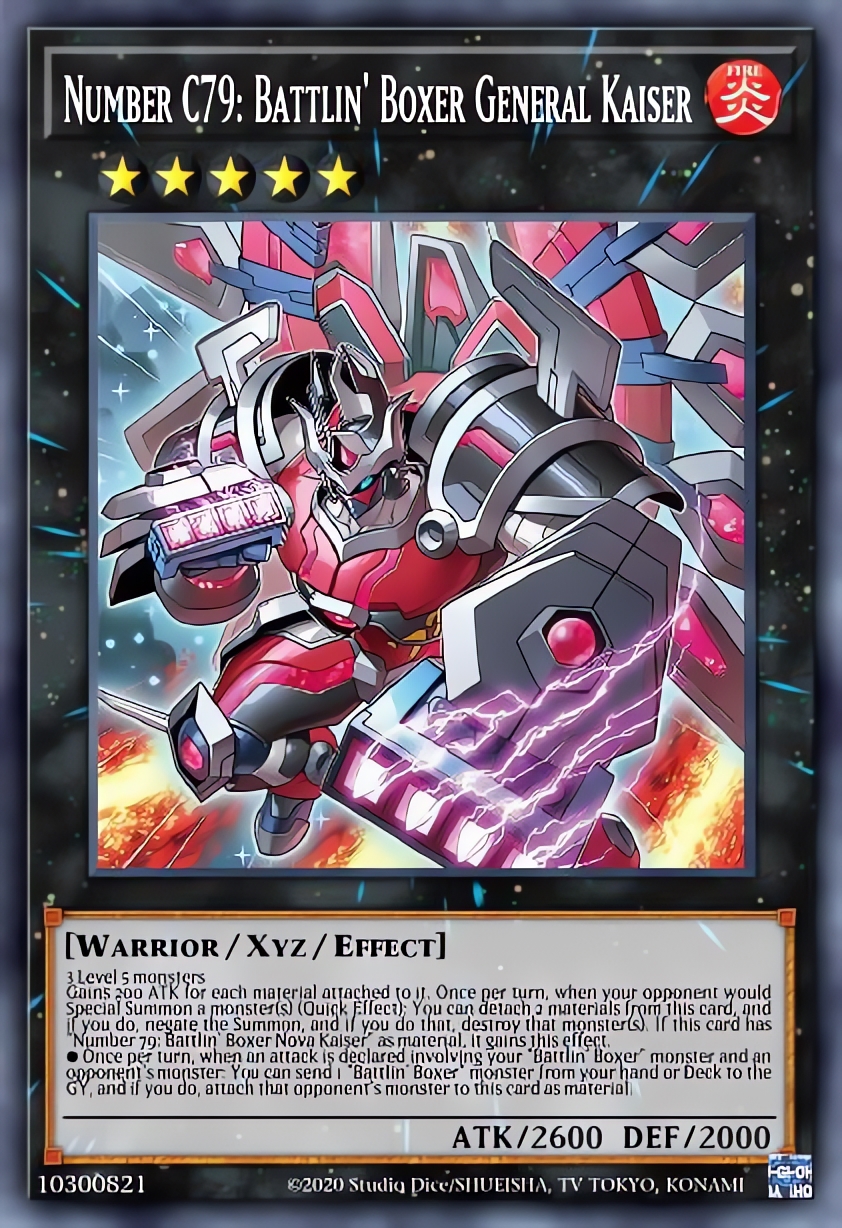 NUMBER C79: BATTLIN' BOXER GENERAL KAISER
FIRE
炎
[WARRIOR / XYZ / EFFECT]
3 Level 5 monsters
Gains 200 ATK for each material attached to it. Once per turn, when your opponent would
Special Summon a monster(s) (Quick Effect): You can detach 2 materials from this card, and
if you do, negate the Summon, and if you do that, destroy that monster(s). If this card has
"Number 79: Battlin' Boxer Nova Kaiser" as material, it gains this effect.
● Once per turn, when an attack is declared involving your "Battlin' Boxer" monster and an
opponent's monster: You can send 1 "Battlin' Boxer" monster from your hand or Deck to the
GY, and if you do, attach that opponent's monster to this card as material.
ATK/2600 DEF/2000
10300821
©2020 Studio Dice/SHUEISHA, TV TOKYO, KONAMI